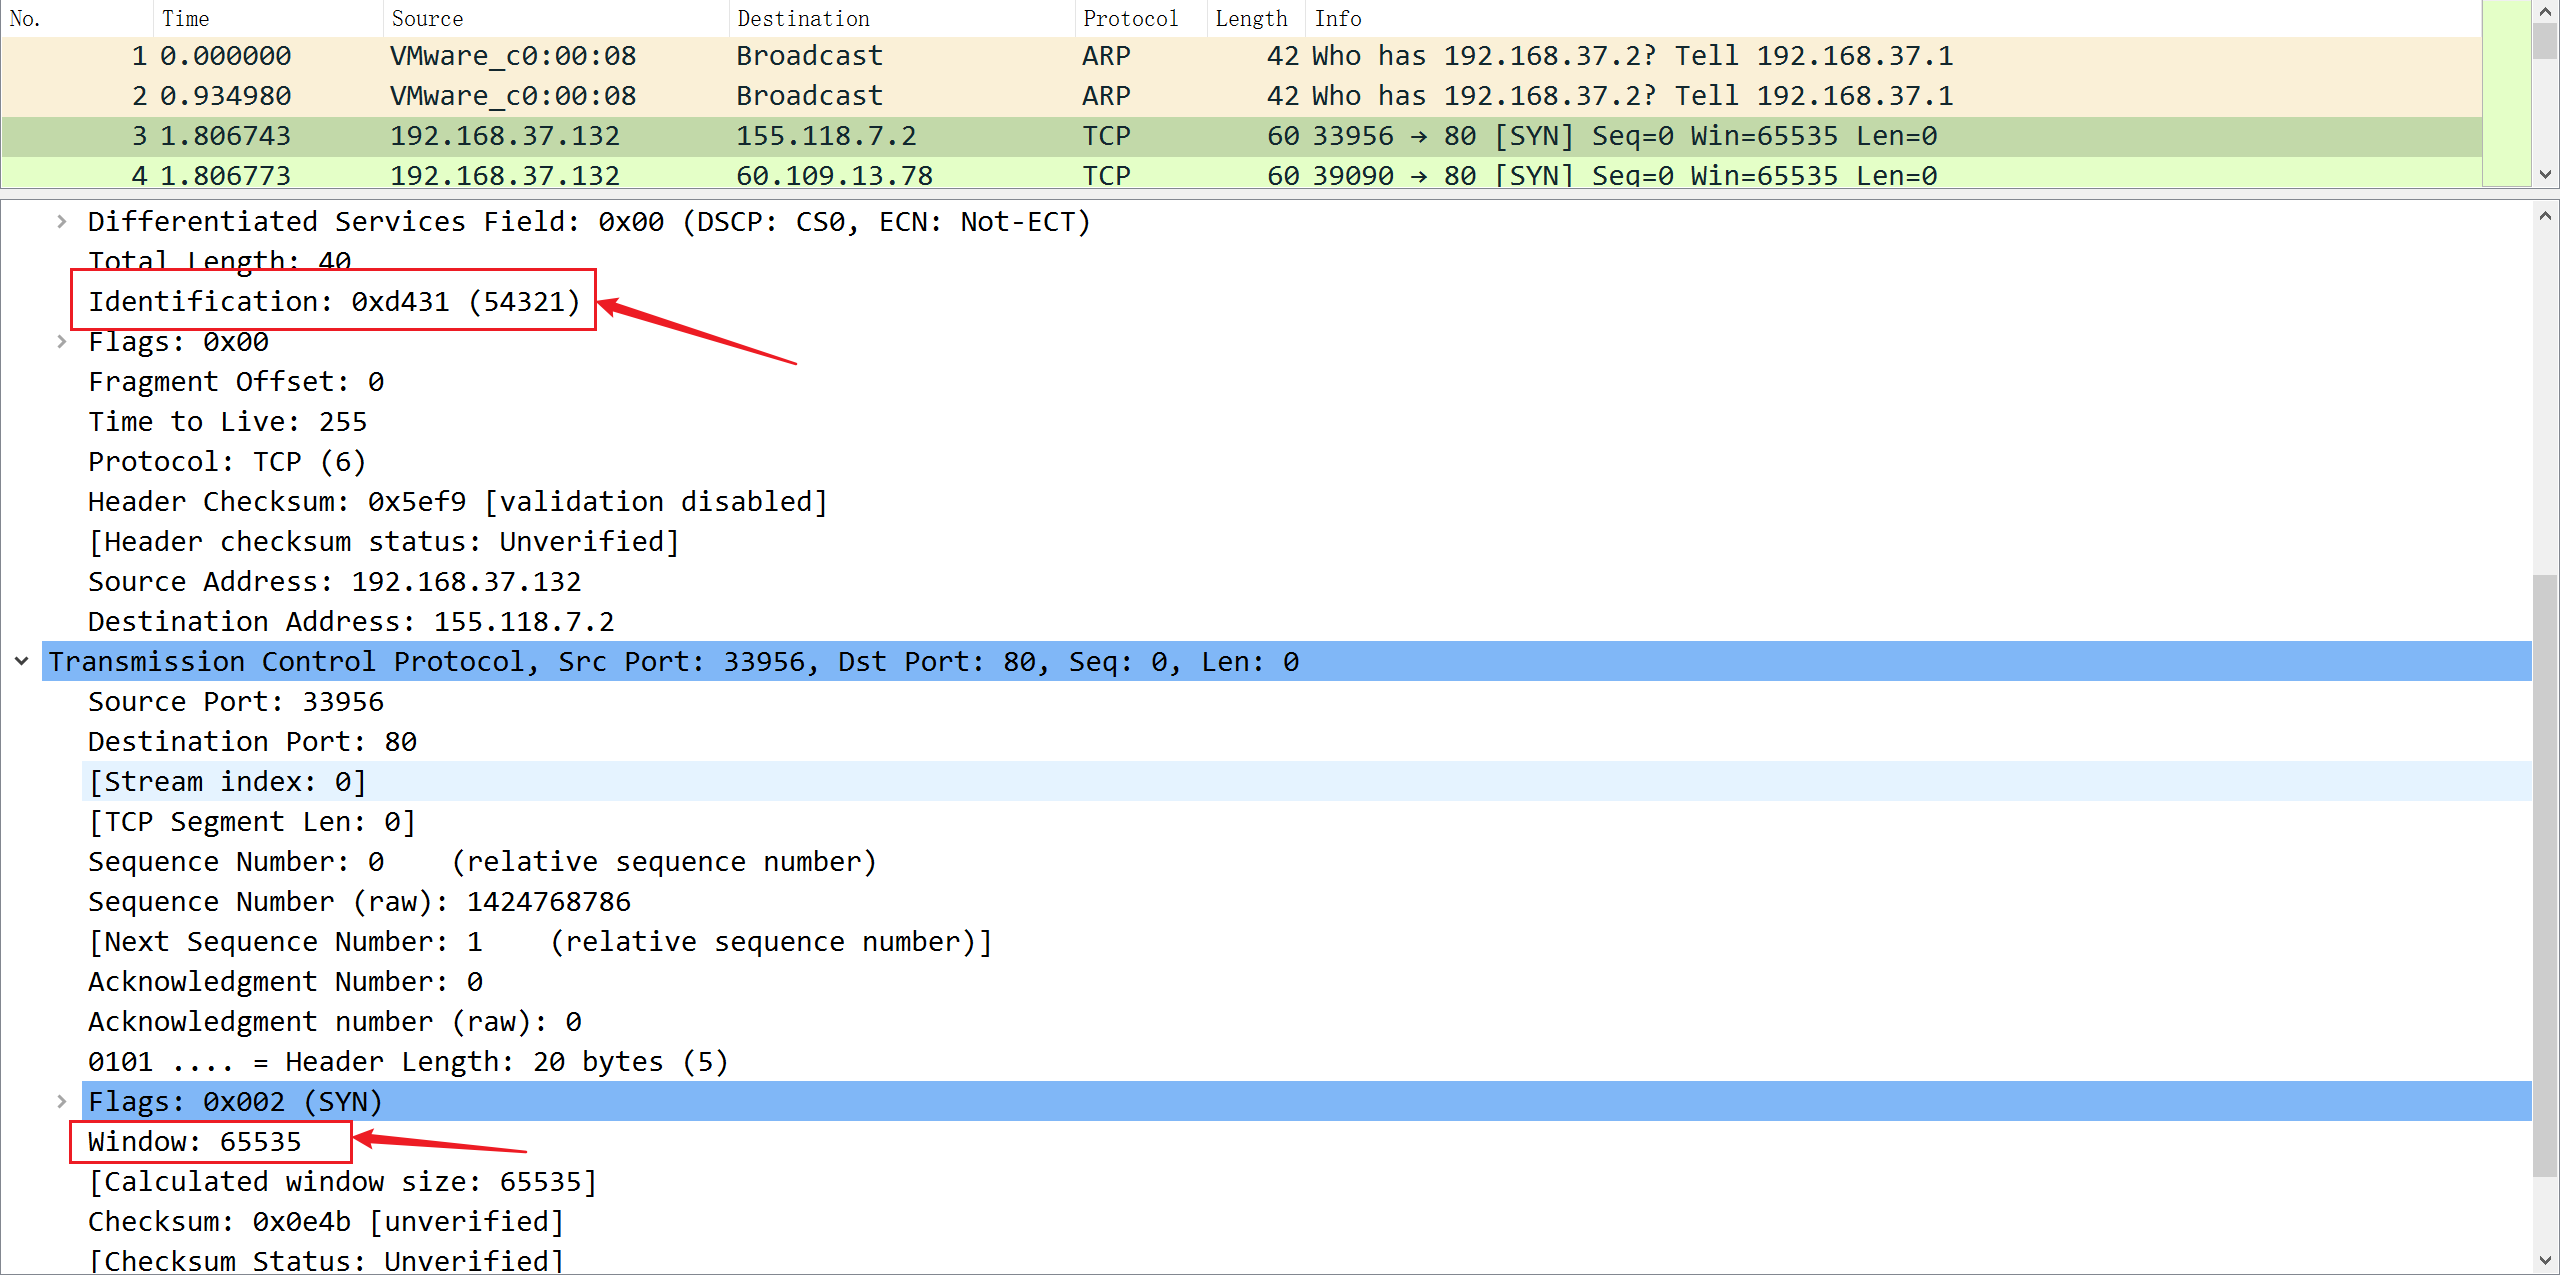 No. Time Source Destination Protocol Length Info
1 0.000000 VMware_c0:00:08 Broadcast ARP 42 Who has 192.168.37.2? Tell 192.168.37.1
2 0.934980 VMware_c0:00:08 Broadcast ARP 42 Who has 192.168.37.2? Tell 192.168.37.1
3 1.806743 192.168.37.132 155.118.7.2 TCP 60 33956 → 80 [SYN] Seq=0 Win=65535 Len=0
4 1.806773 192.168.37.132 60.109.13.78 TCP 60 39090 → 80 [SYN] Seq=0 Win=65535 Len=0
Differentiated Services Field: 0x00 (DSCP: CS0, ECN: Not-ECT)
Total Length: 40
Identification: 0xd431 (54321)
Flags: 0x00
Fragment Offset: 0
Time to Live: 255
Protocol: TCP (6)
Header Checksum: 0x5ef9 [validation disabled]
[Header checksum status: Unverified]
Source Address: 192.168.37.132
Destination Address: 155.118.7.2
Transmission Control Protocol, Src Port: 33956, Dst Port: 80, Seq: 0, Len: 0
Source Port: 33956
Destination Port: 80
[Stream index: 0]
[TCP Segment Len: 0]
Sequence Number: 0    (relative sequence number)
Sequence Number (raw): 1424768786
[Next Sequence Number: 1    (relative sequence number)]
Acknowledgment Number: 0
Acknowledgment number (raw): 0
0101 .... = Header Length: 20 bytes (5)
Flags: 0x002 (SYN)
Window: 65535
[Calculated window size: 65535]
Checksum: 0x0e4b [unverified]
[Checksum Status: Unverified]